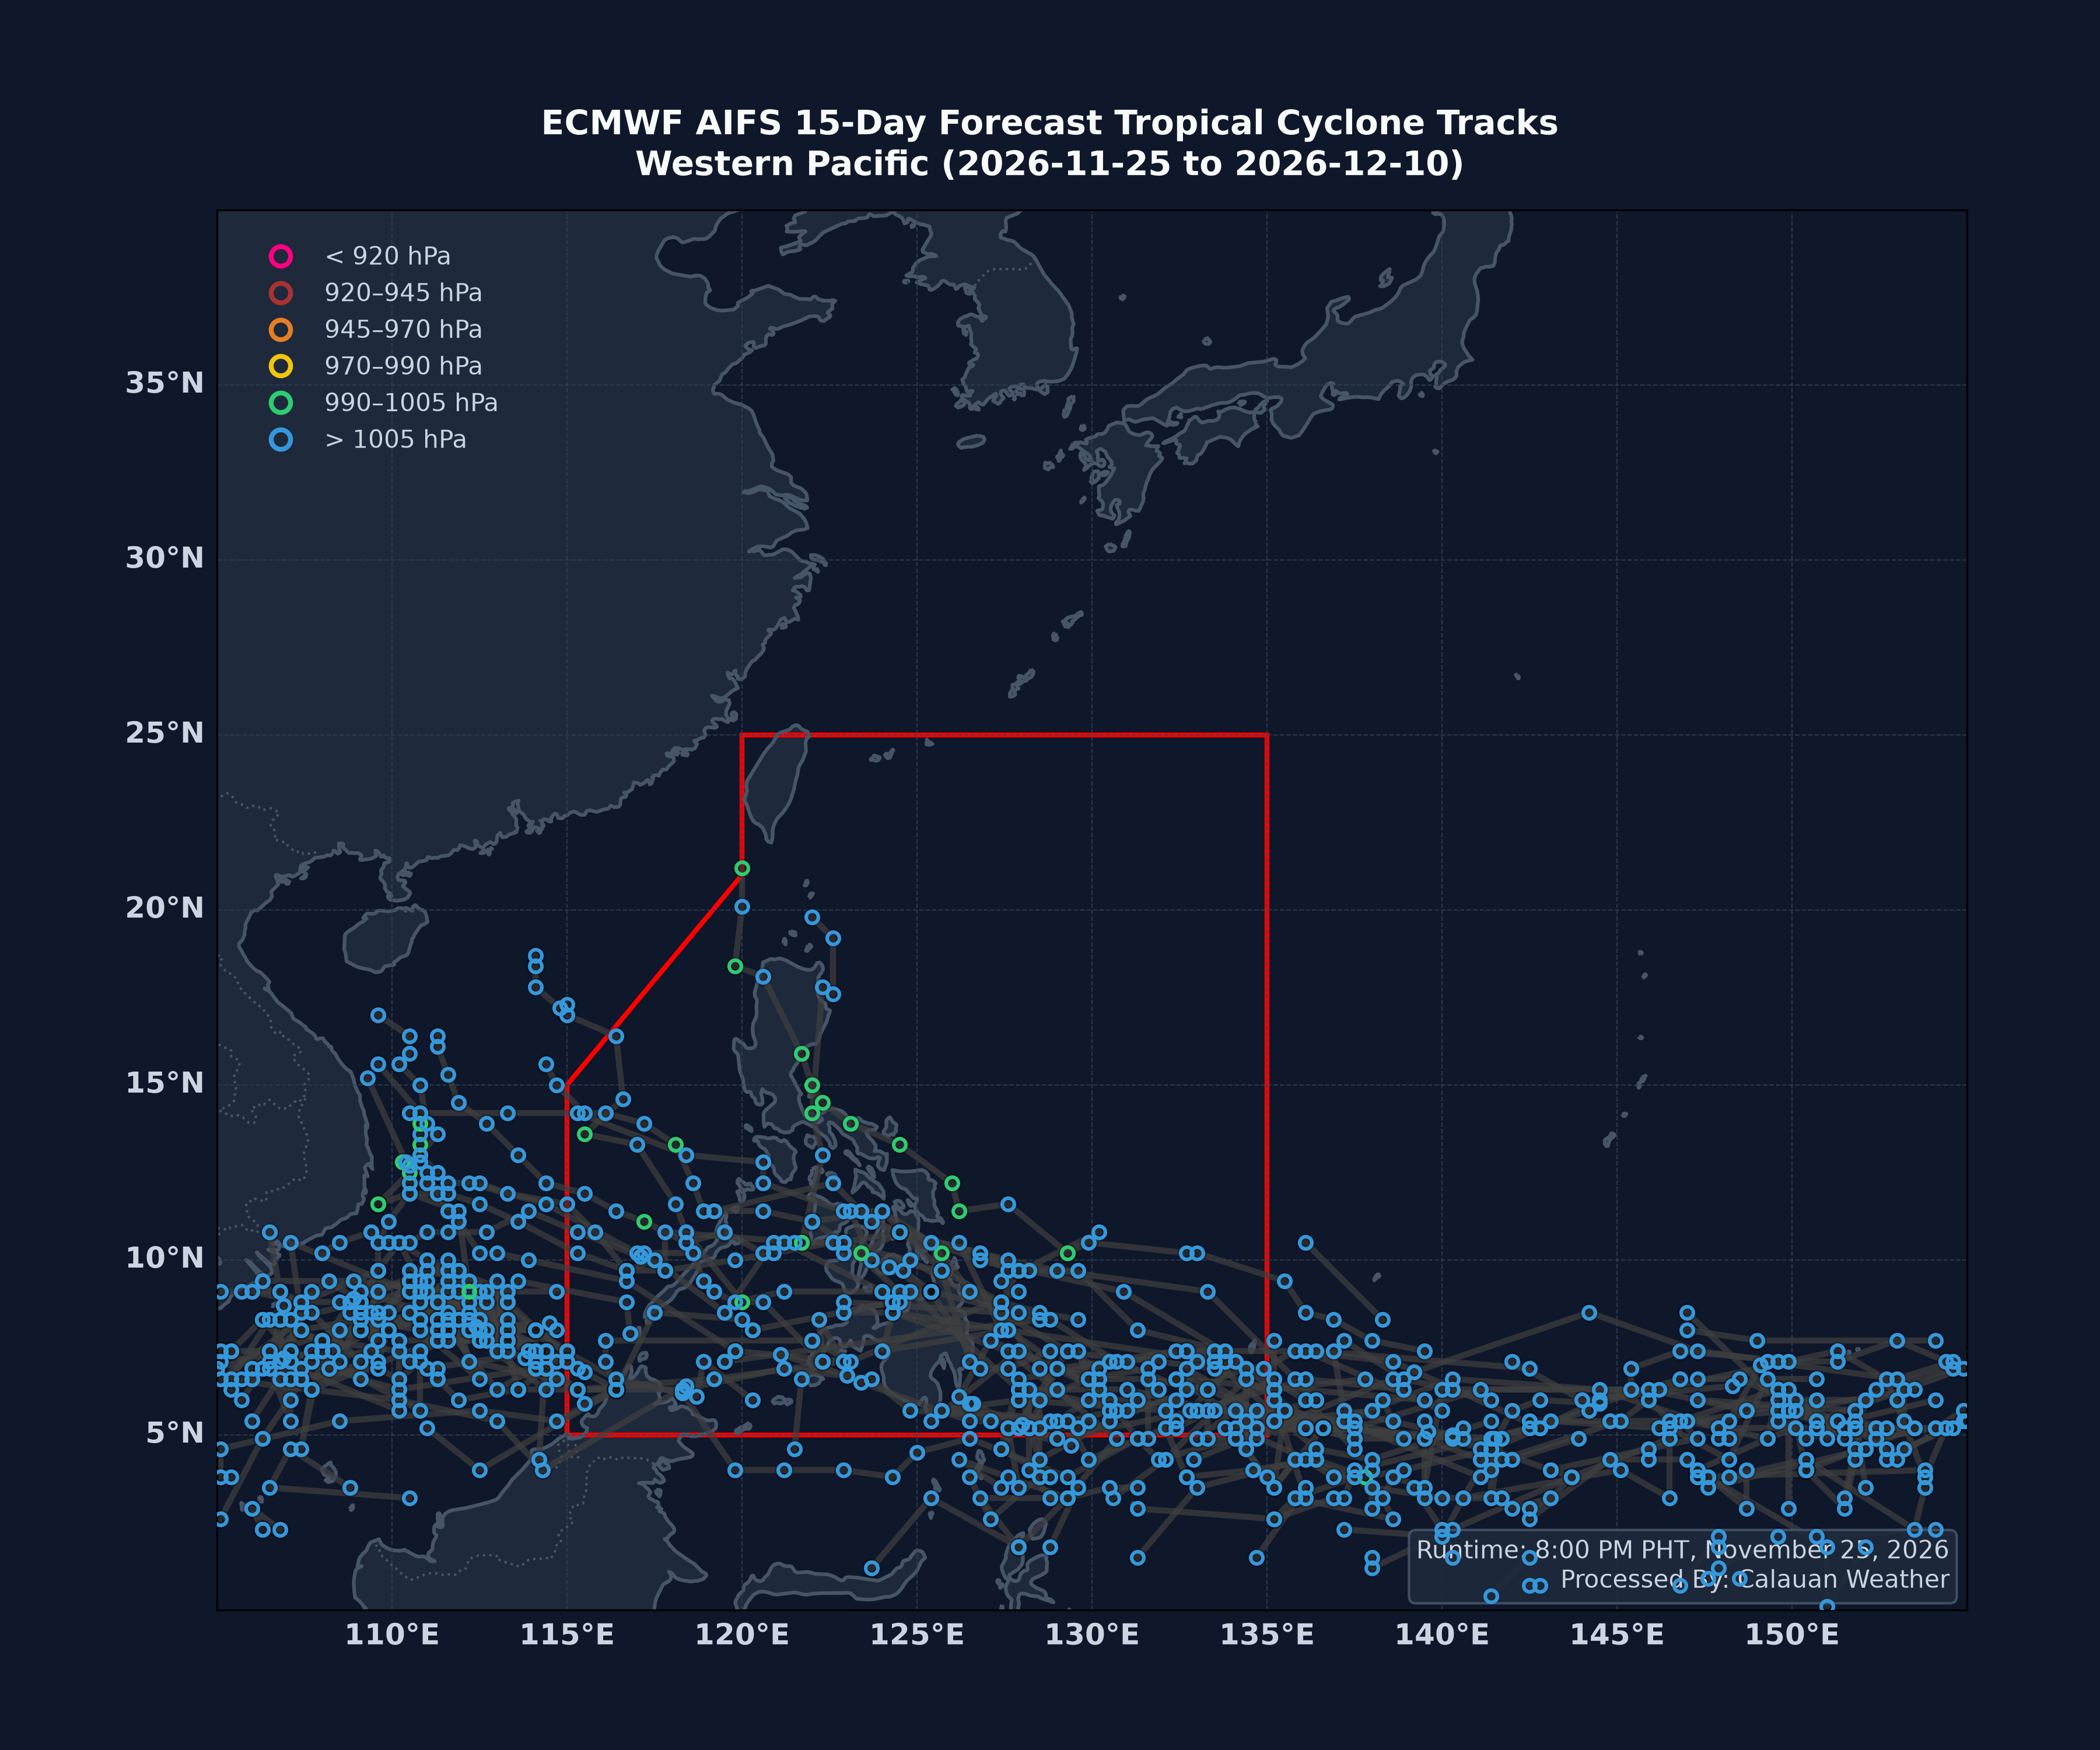 ECMWF AIFS 15-Day Forecast Tropical Cyclone Tracks
Western Pacific (2026-11-25 to 2026-12-10)
< 920 hPa
920–945 hPa
945–970 hPa
970–990 hPa
990–1005 hPa
> 1005 hPa
35°N
30°N
25°N
20°N
15°N
10°N
5°N
Runtime: 8:00 PM PHT, November 25, 2026
Processed By: Calauan Weather
110°E 115°E 120°E 125°E 130°E 135°E 140°E 145°E 150°E